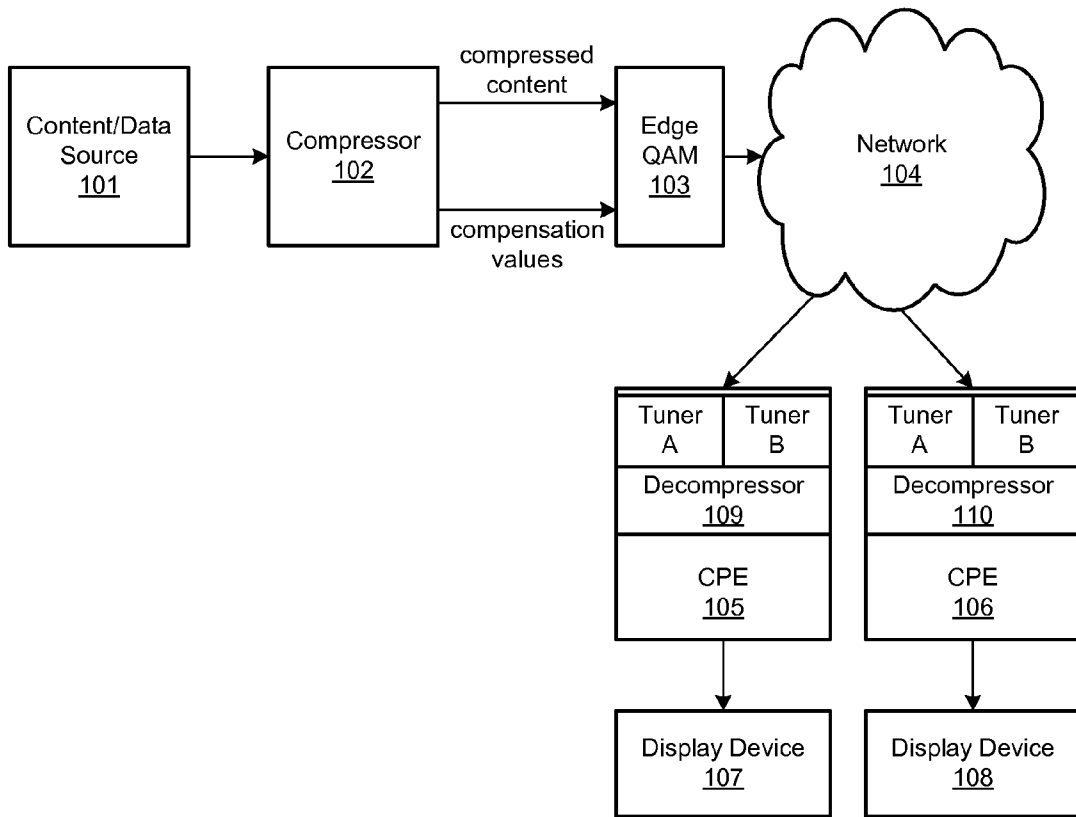 Content/Data
Source
101
Compressor
102
compressed
content
compensation
values
Edge
QAM
103
Network
104
Tuner
A
Tuner
B
Decompressor
109
CPE
105
Tuner
A
Tuner
B
Decompressor
110
CPE
106
Display Device
107
Display Device
108